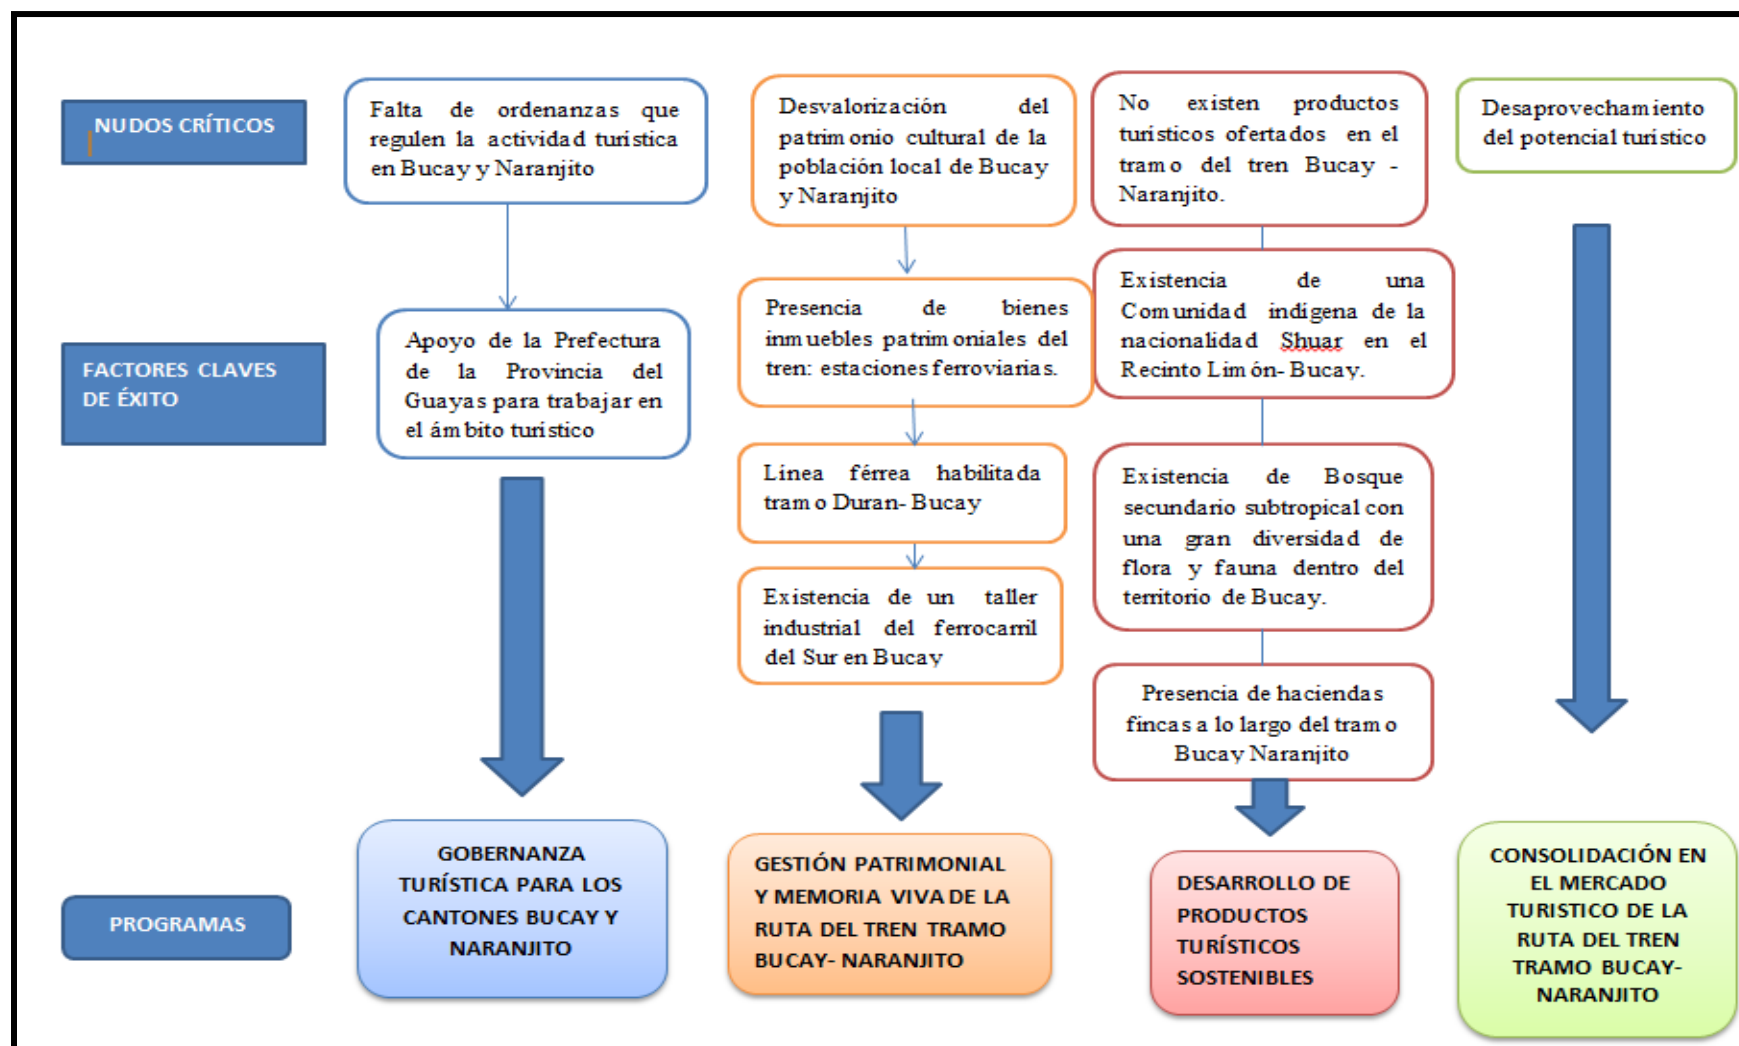 NUDOS CRÍTICOS
Falta de ordenanzas que
regulen la actividad turística
en Bucay y Naranjito
Desvalorización del
patrimonio cultural de la
población local de Bucay
y Naranjito
No existen productos
turísticos ofertados en el
tramo del tren Bucay -
Naranjito.
Desaprovechamiento
del potencial turístico
FACTORES CLAVES
DE ÉXITO
Apoyo de la Prefectura
de la Provincia del
Guayas para trabajar en
el ámbito turístico
Presencia de bienes
inmuebles patrimoniales del
tren: estaciones ferroviarias.
Línea férrea habilitada
tramo Duran- Bucay
Existencia de un taller
industrial del ferrocarril
del Sur en Bucay
Existencia de una
Comunidad indígena de la
nacionalidad Shuar en el
Recinto Limón- Bucay.
Existencia de Bosque
secundario subtropical con
una gran diversidad de
flora y fauna dentro del
territorio de Bucay.
Presencia de haciendas
fincas a lo largo del tramo
Bucay Naranjito
PROGRAMAS
GOBERNANZA
TURÍSTICA PARA LOS
CANTONES BUCAY Y
NARANJITO
GESTIÓN PATRIMONIAL
Y MEMORIA VIVA DE LA
RUTA DEL TREN TRAMO
BUCAY- NARANJITO
DESARROLLO DE
PRODUCTOS
TURÍSTICOS
SOSTENIBLES
CONSOLIDACIÓN EN
EL MERCADO
TURISTICO DE LA
RUTA DEL TREN
TRAMO BUCAY-
NARANJITO